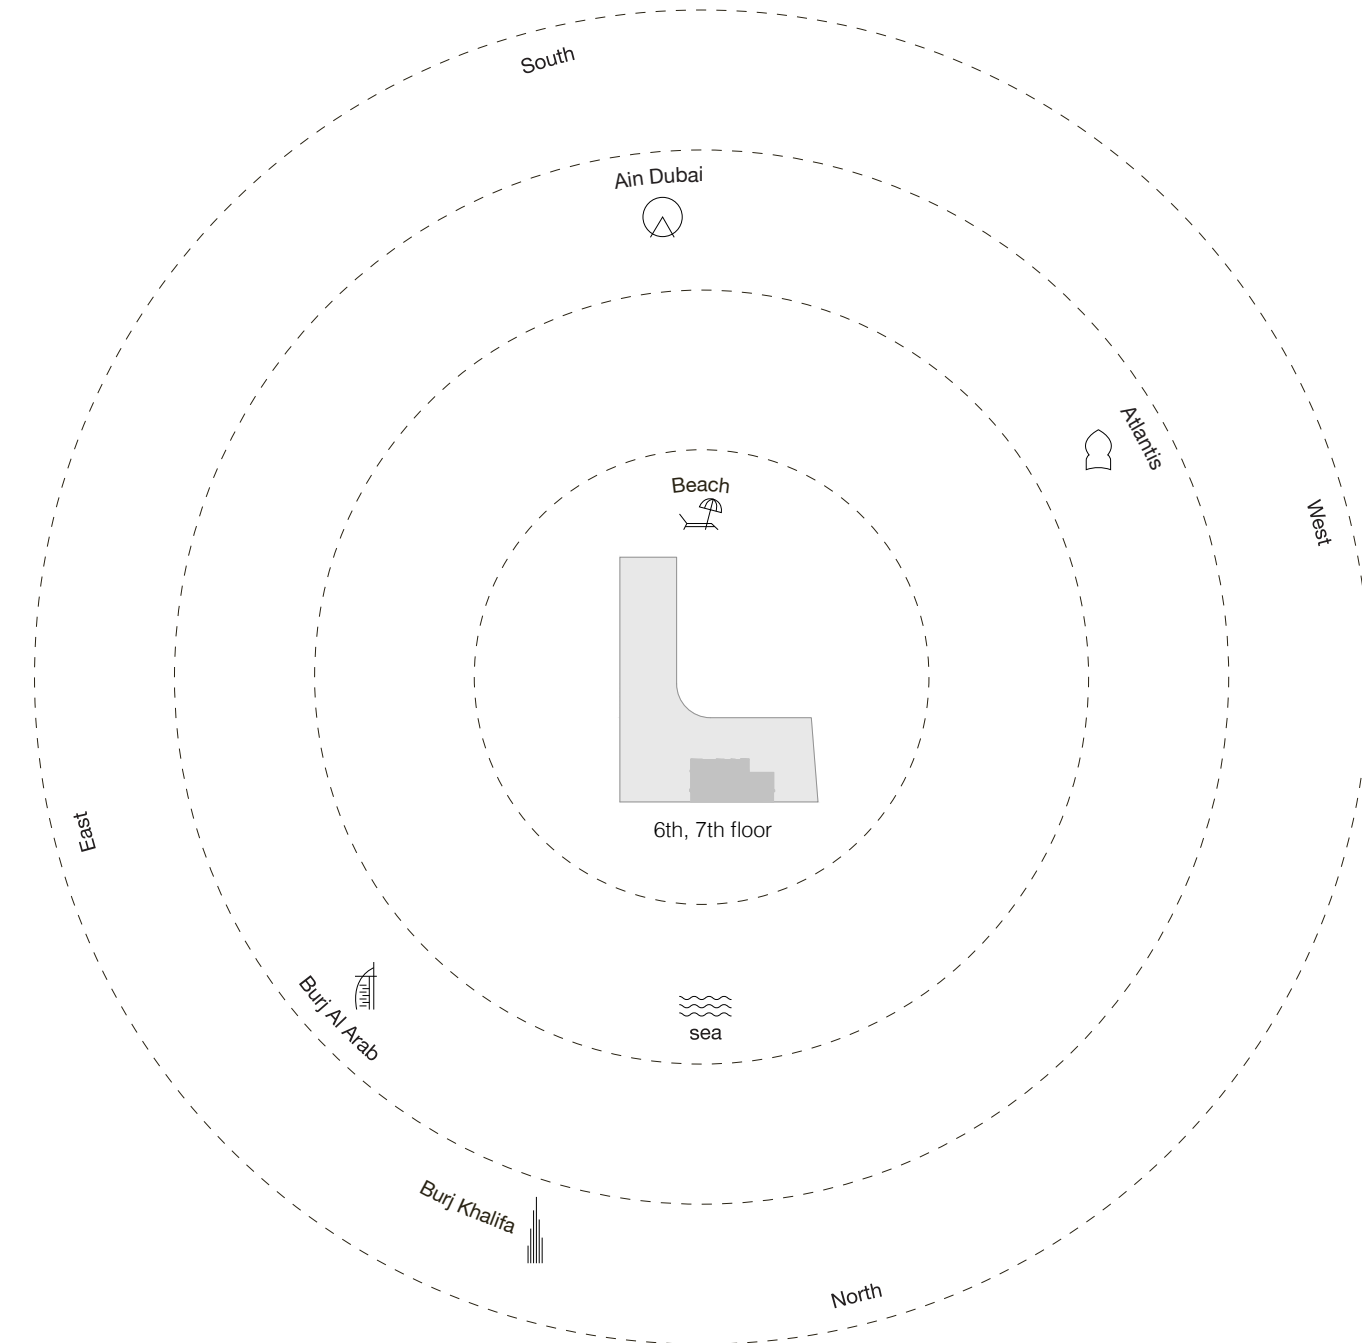 South
Ain Dubai
Atlantis
Beach
West
East
6th, 7th floor
Burj Al Arab
sea
Burj Khalifa
North